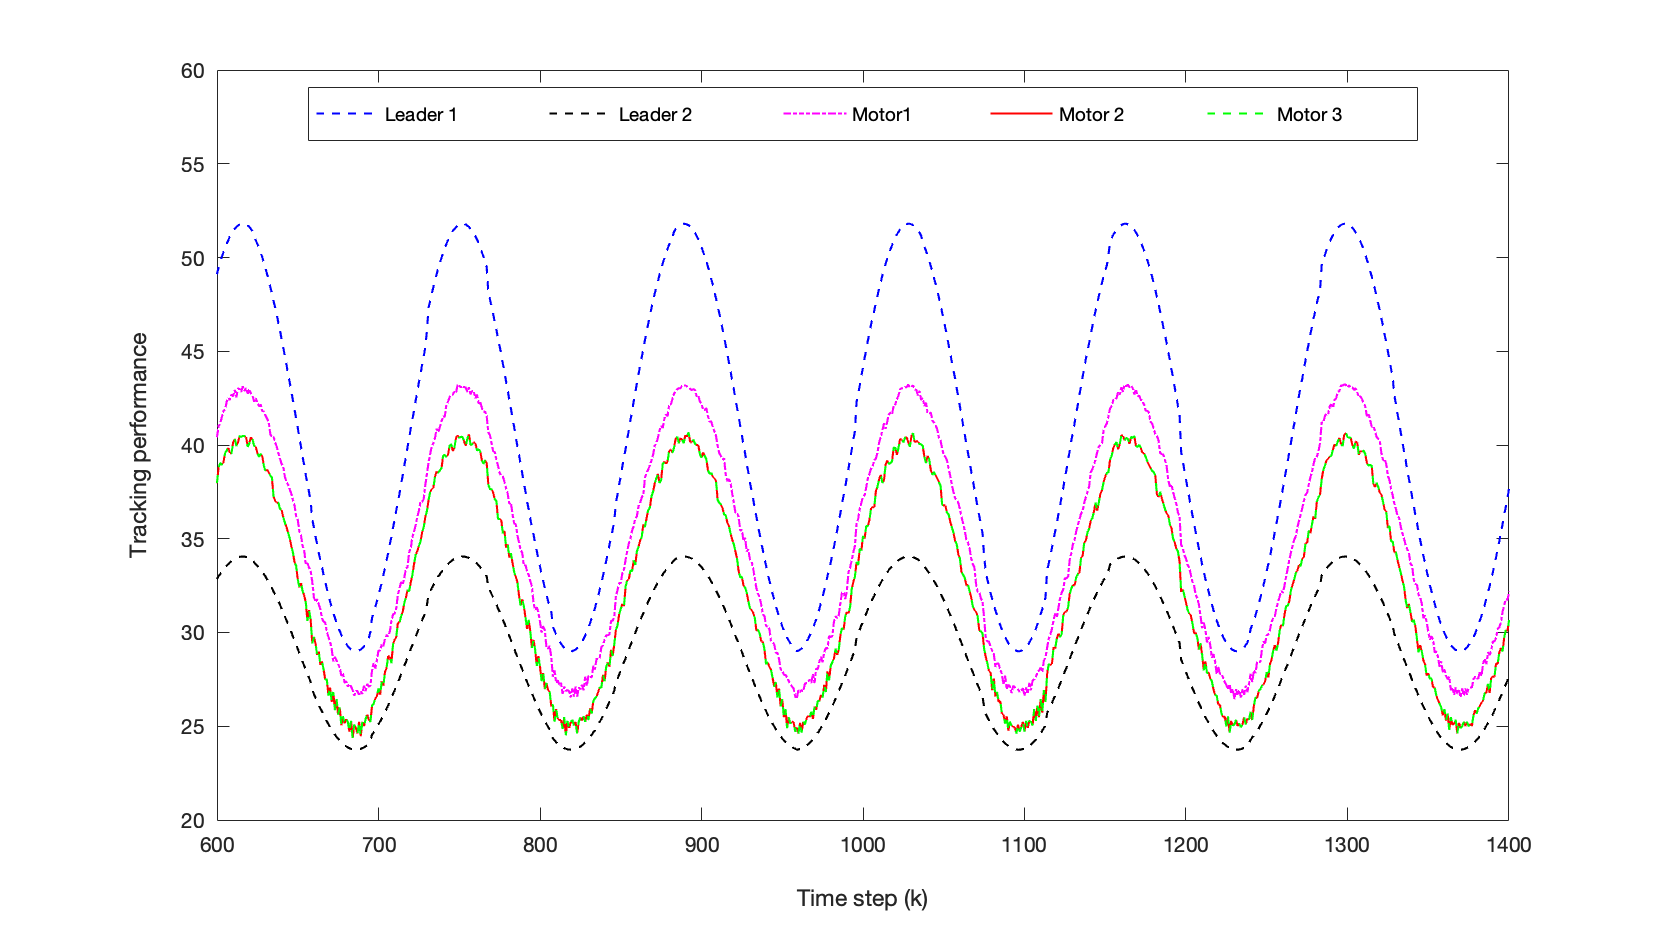 60
Leader 1 Leader 2 Motor1 Motor 2 Motor 3
55
50
45
40
35
30
25
20
Tracking performance
600 700 800 900 1000 1100 1200 1300 1400
Time step (k)